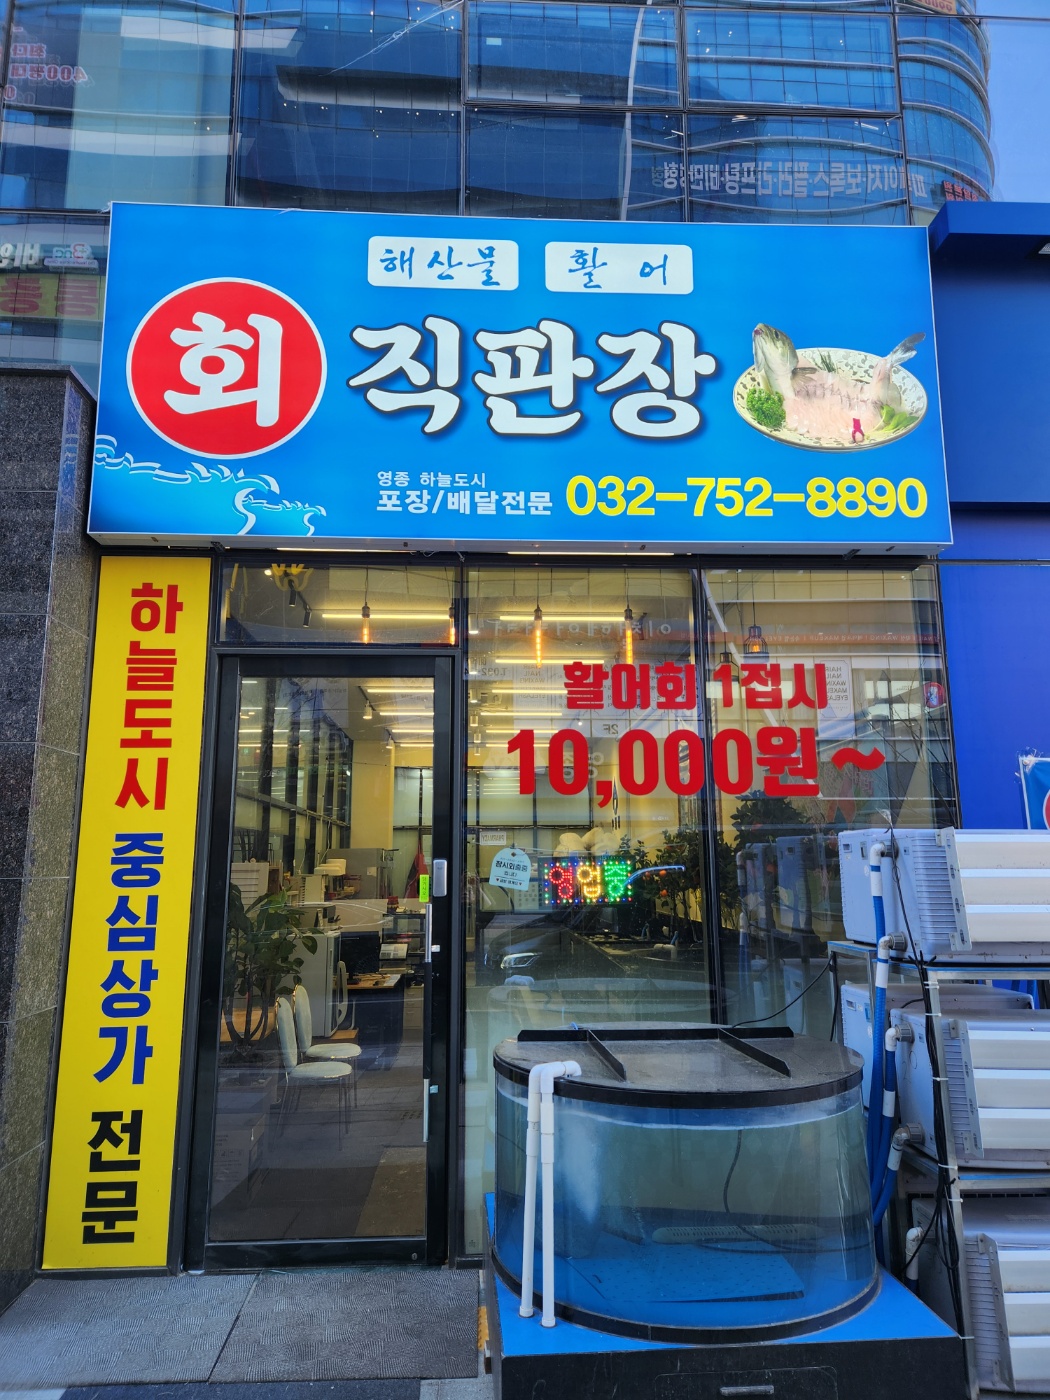 해산물 활어
회 직판장
영종 하늘도시
포장/배달전문 032-752-8890
하늘도시 중심상가 전문
활어회 1접시
10,000원~
영업중